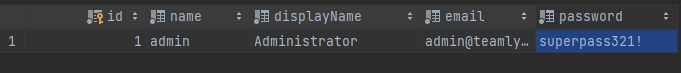 id name displayName email password
1 1 admin Administrator admin@teamly… superpass321!